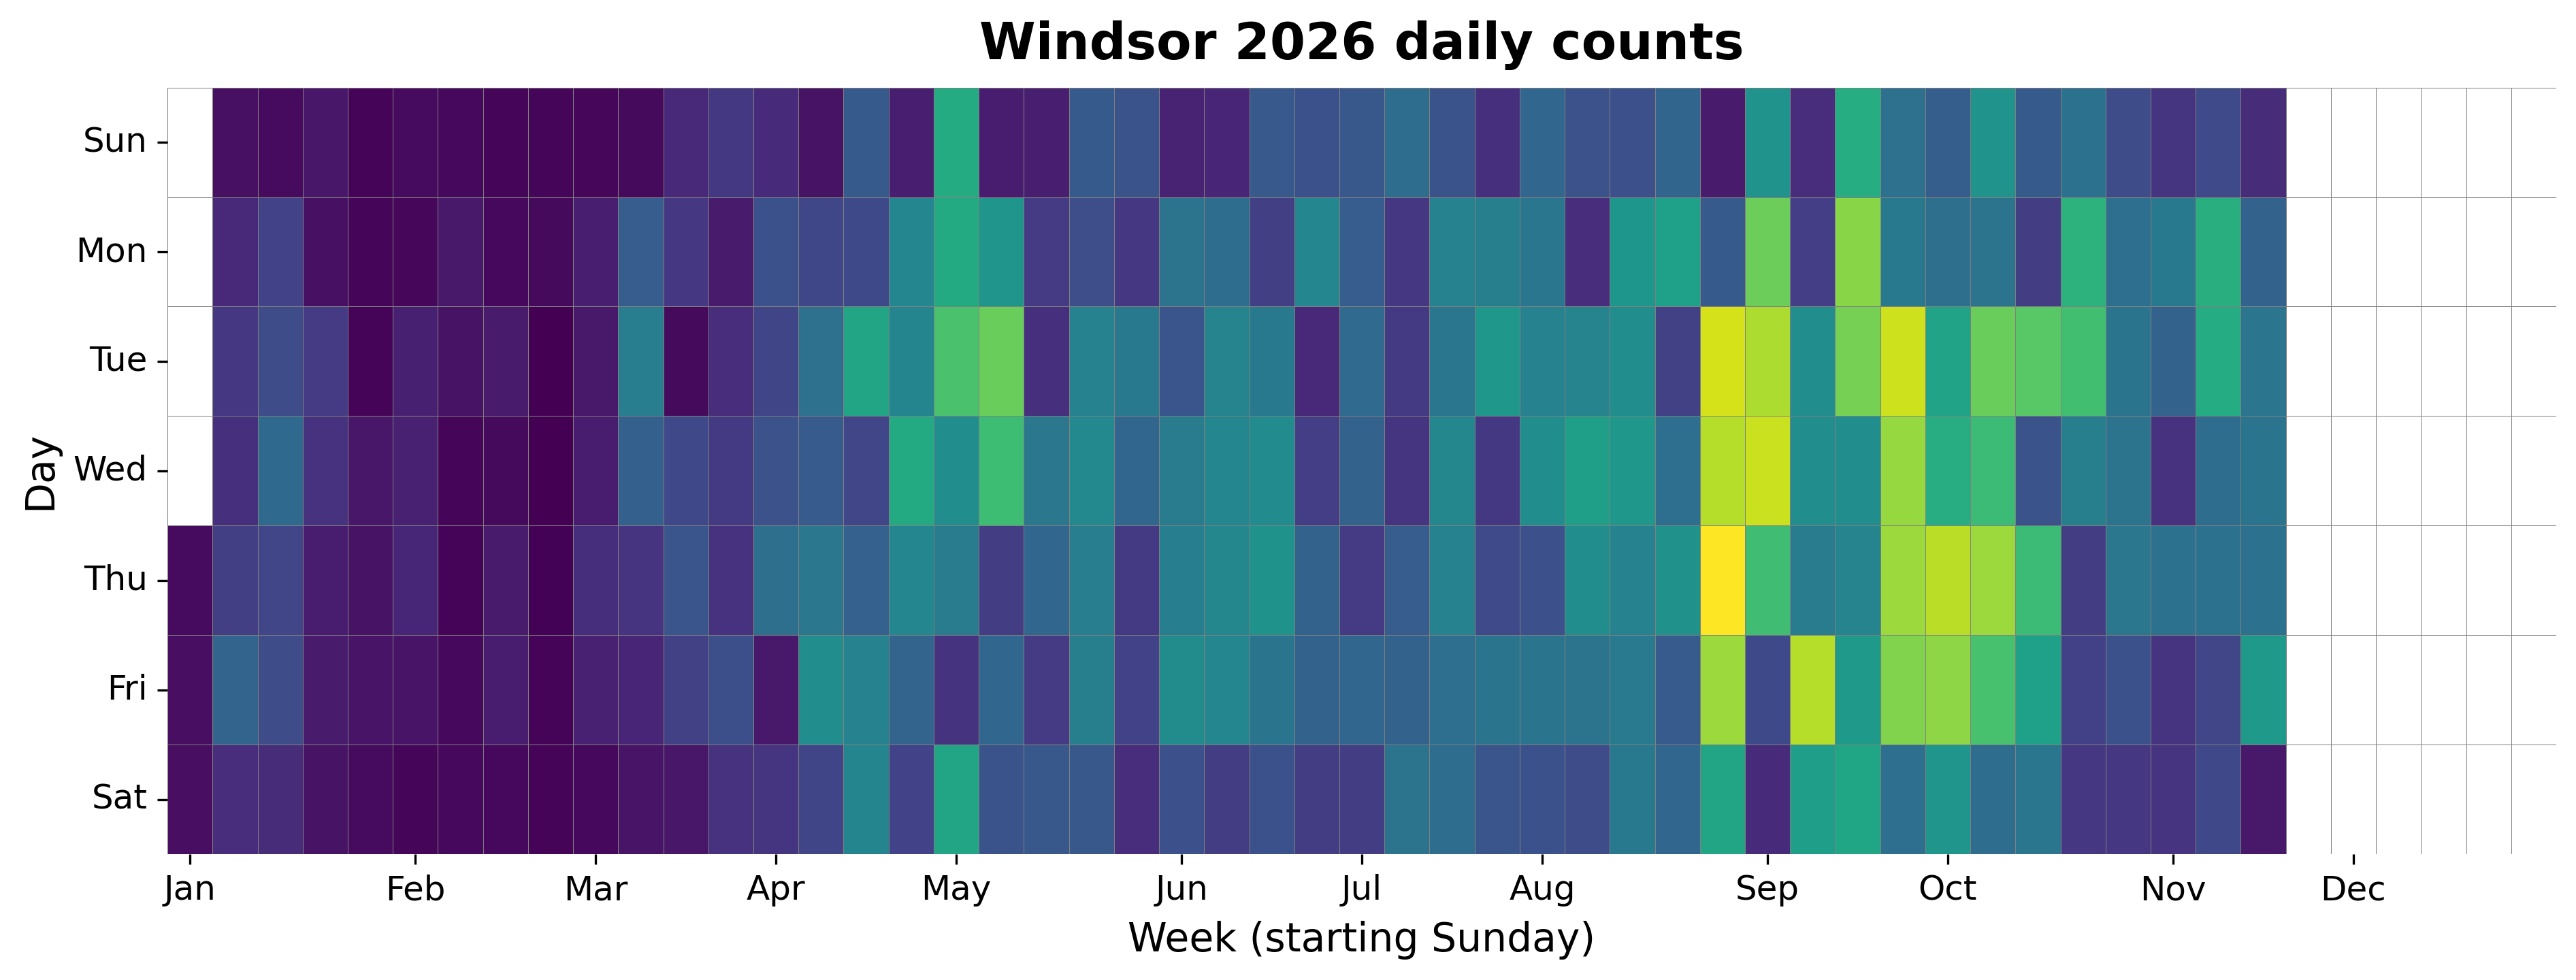 Windsor 2026 daily counts
Day
Sun
Mon
Tue
Wed
Thu
Fri
Sat
Jan Feb Mar Apr May Jun Jul Aug Sep Oct Nov Dec
Week (starting Sunday)